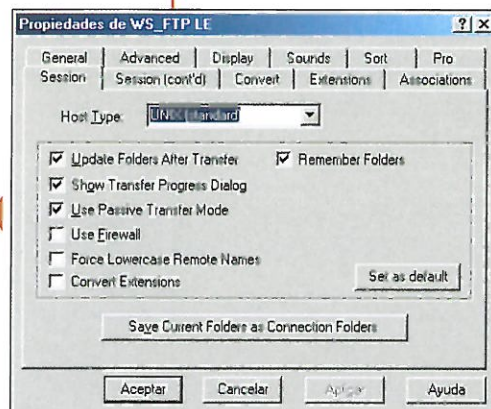 Propiedades de WS_FTP LE
General Advanced Display Sounds Sort Pro
Session Session (cont'd) Convert Extensions Associations
Host Type: UNIX (standard
Update Folders After Transfer Remember Folders
Show Transfer Progress Dialog
Use Passive Transfer Mode
Use Firewall
Force Lowercase Remote Names
Convert Extensions Set as default
Save Current Folders as Connection Folders
Aceptar Cancelar Aplicar Ayuda